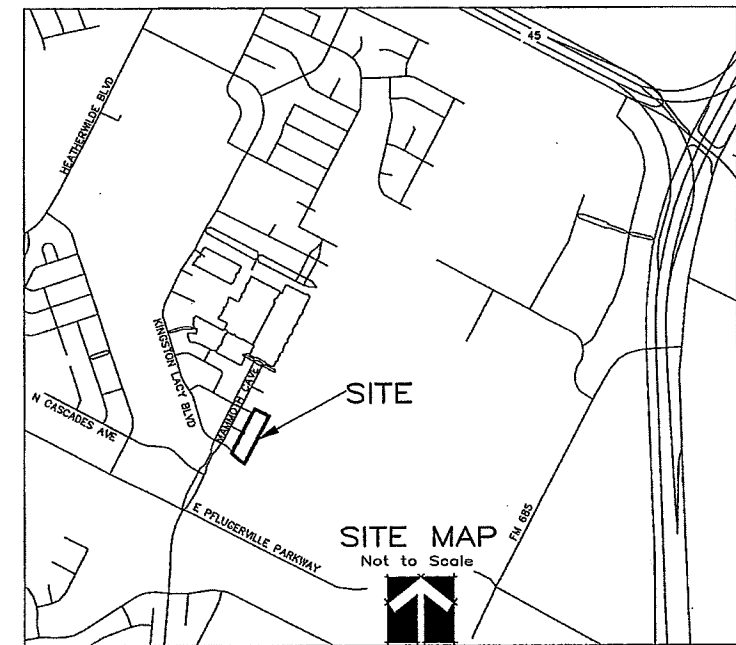 45
HEATHERWILDE BLVD
KINGSTON LACY BLVD
MAMMOTH CAVE
SITE
N CASCADES AVE
E PFLUGERVILLE PARKWAY
FM 685
SITE MAP
Not to Scale